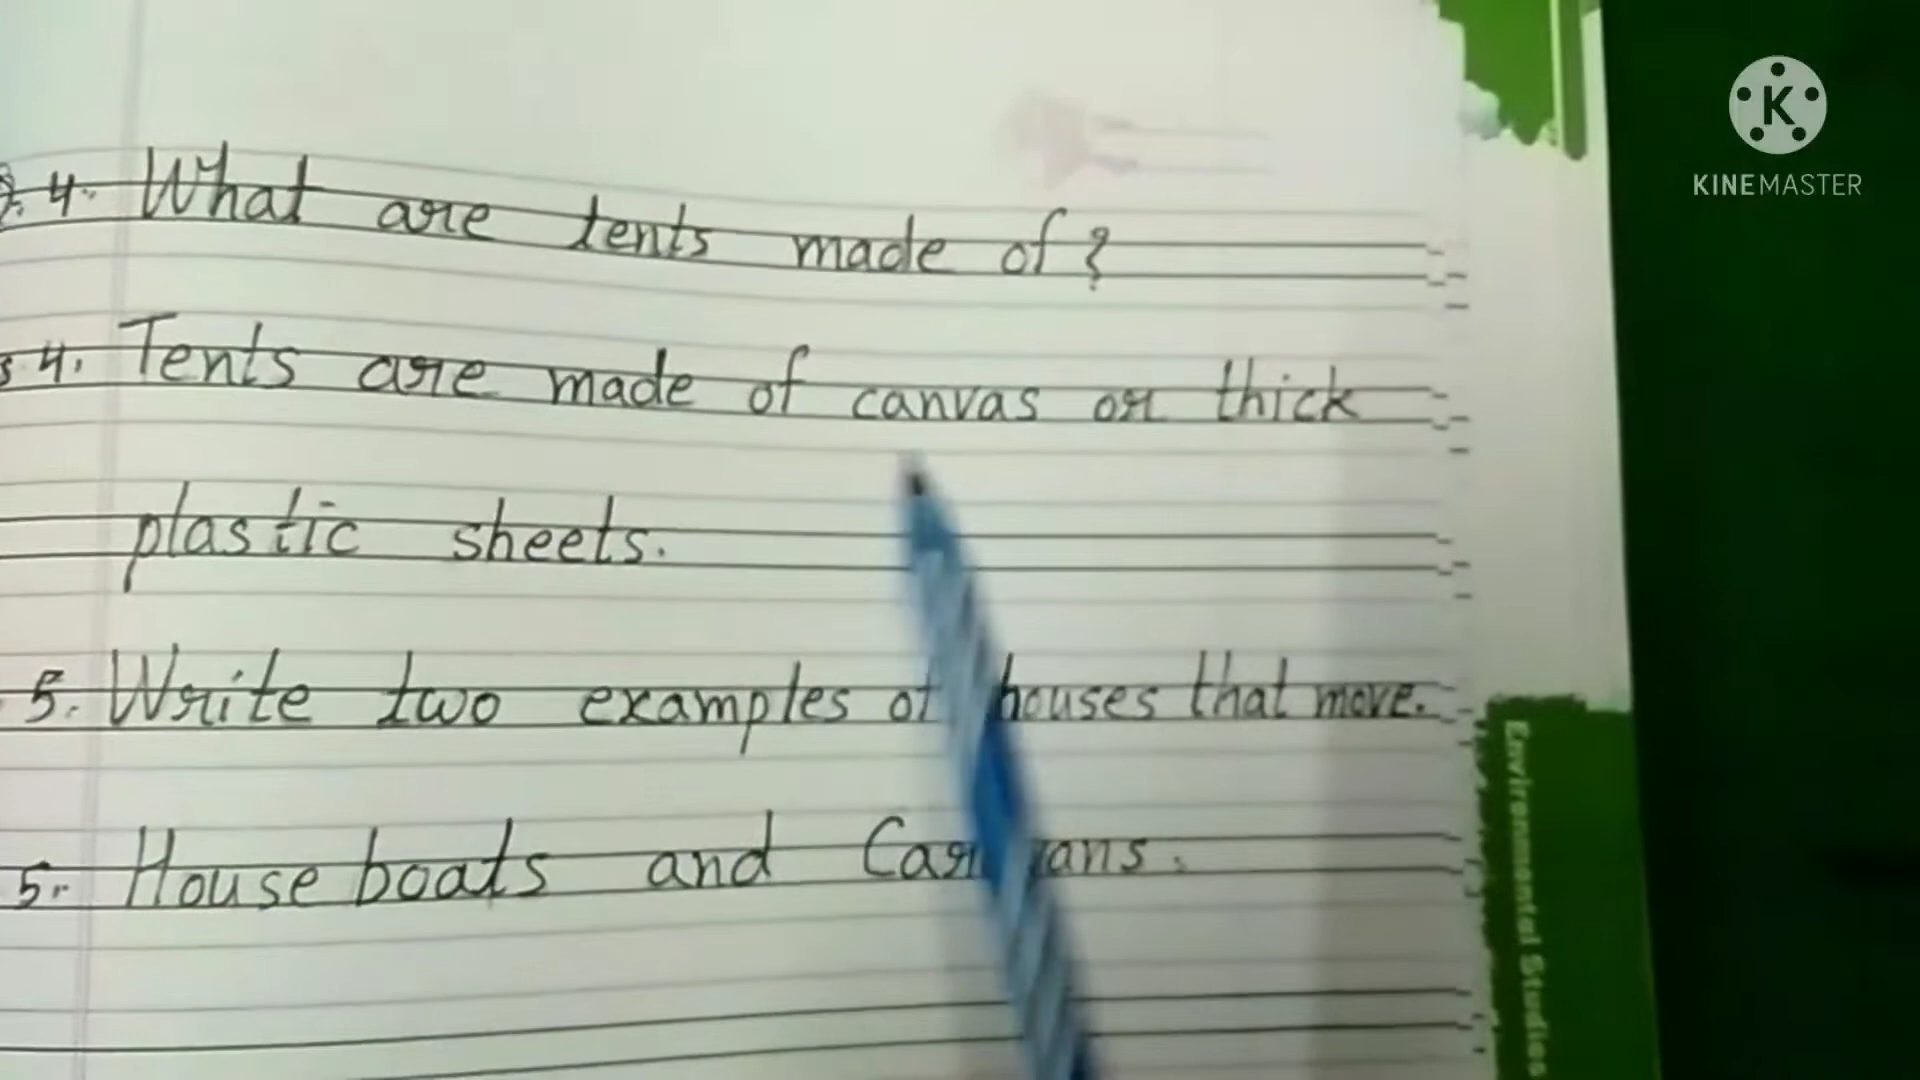 Q. 4. What are tents made of?
s 4. Tents are made of canvas or thick
plastic sheets.
5. Write two examples of houses that move.
5. House boats and
K
KINEMASTER
Environmental Studies